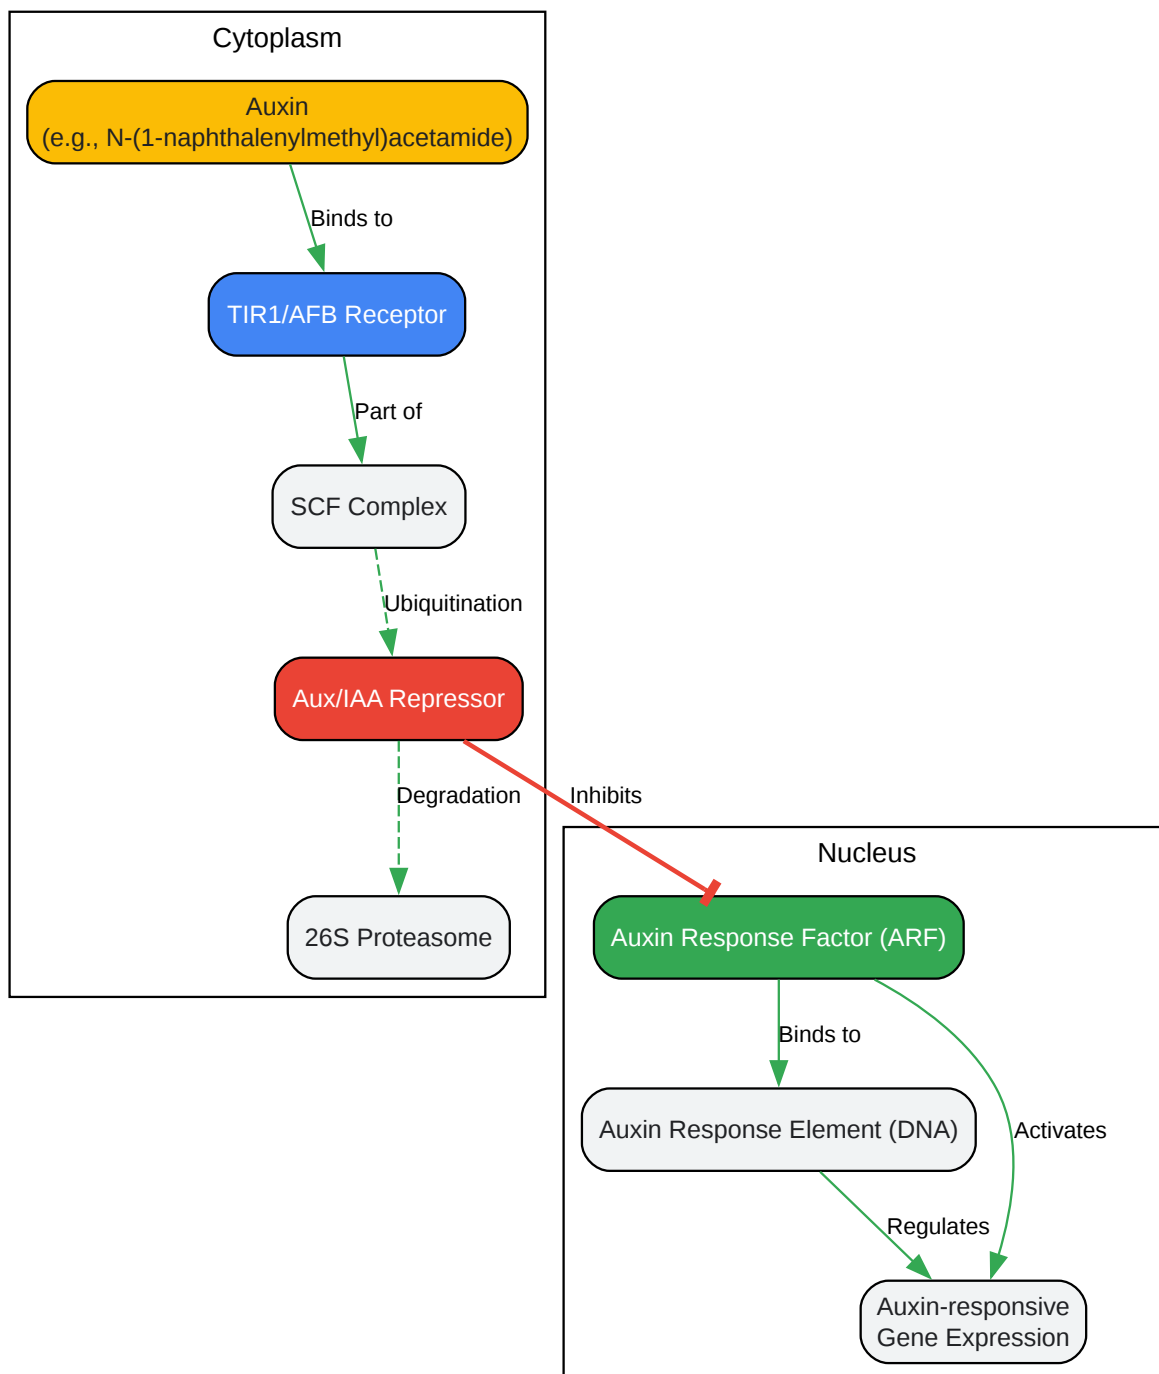 Cytoplasm
Auxin
(e.g., N-(1-naphthalenylmethyl)acetamide)
Binds to
TIR1/AFB Receptor
Part of
SCF Complex
Ubiquitination
Aux/IAA Repressor
Degradation
Inhibits
26S Proteasome
Nucleus
Auxin Response Factor (ARF)
Binds to
Auxin Response Element (DNA)
Activates
Regulates
Auxin-responsive
Gene Expression